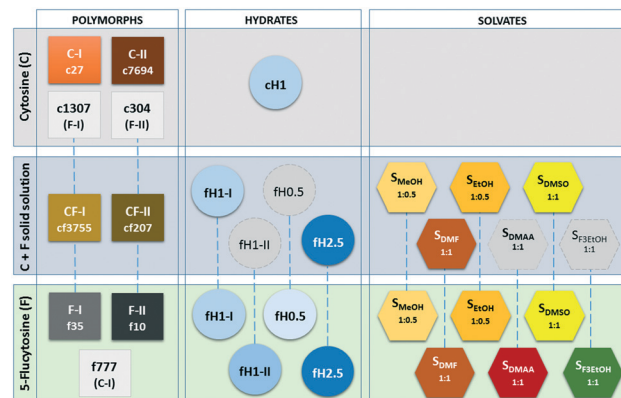 POLYMORPHS
HYDRATES
SOLVATES
Cytosine (C)
C-I
c27
C-II
c7694
c1307
(F-I)
c304
(F-II)
cH1
C + F solid solution
CF-I
cf3755
CF-II
cf207
fH1-I
fH0.5
fH1-II
fH2.5
SMeOH
1:0.5
SEtOH
1:0.5
SDMSO
1:1
SDMF
1:1
SDMAA
1:1
SF3EtOH
1:1
5-Flucytosine (F)
F-I
f35
F-II
f10
f777
(C-I)
fH1-I
fH0.5
fH1-II
fH2.5
SMeOH
1:0.5
SEtOH
1:0.5
SDMSO
1:1
SDMF
1:1
SDMAA
1:1
SF3EtOH
1:1